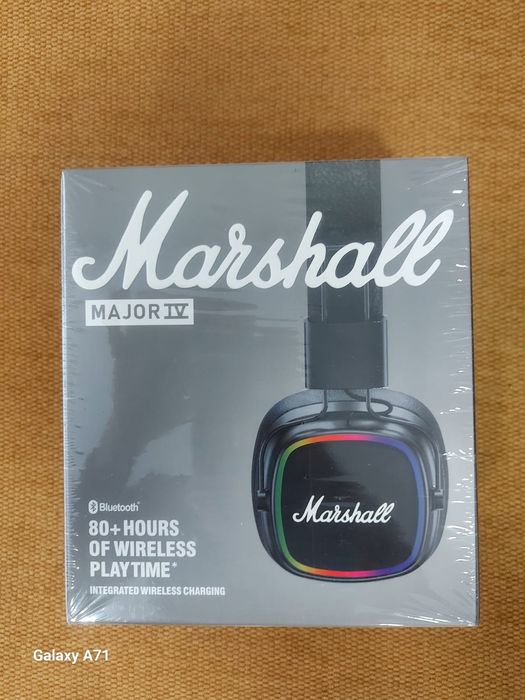 Marshall
MAJOR IV
Bluetooth®
80+ HOURS
OF WIRELESS
PLAYTIME*
INTEGRATED WIRELESS CHARGING
Marshall
Galaxy A71